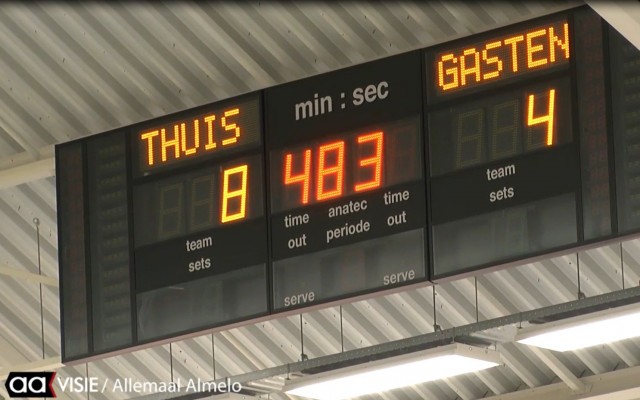 THUIS
min : sec
GASTEN
8
483
4
team
sets
time
out
anatec
periode
time
out
team
sets
serve
serve
aa VISIE / Allemaal Almelo